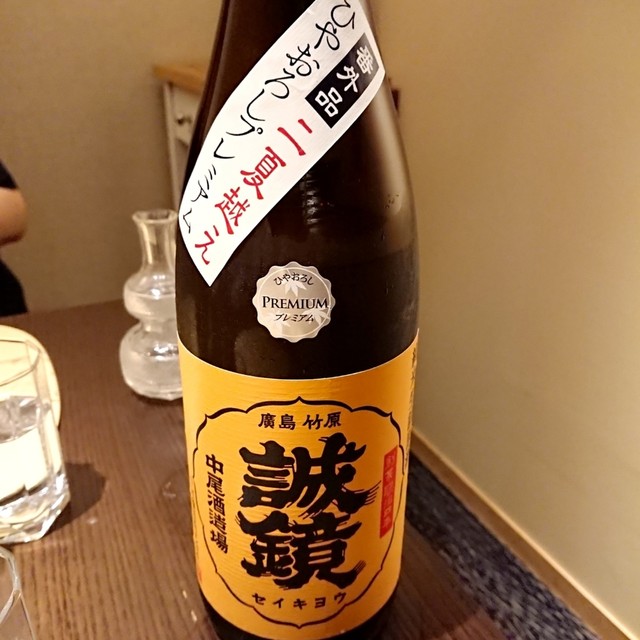 番外品
二夏越え
ひやおろしプレミアム
ひやおろし
PREMIUM
プレミアム
廣島 竹原
誠鏡
中尾酒造場
セイキヨウ